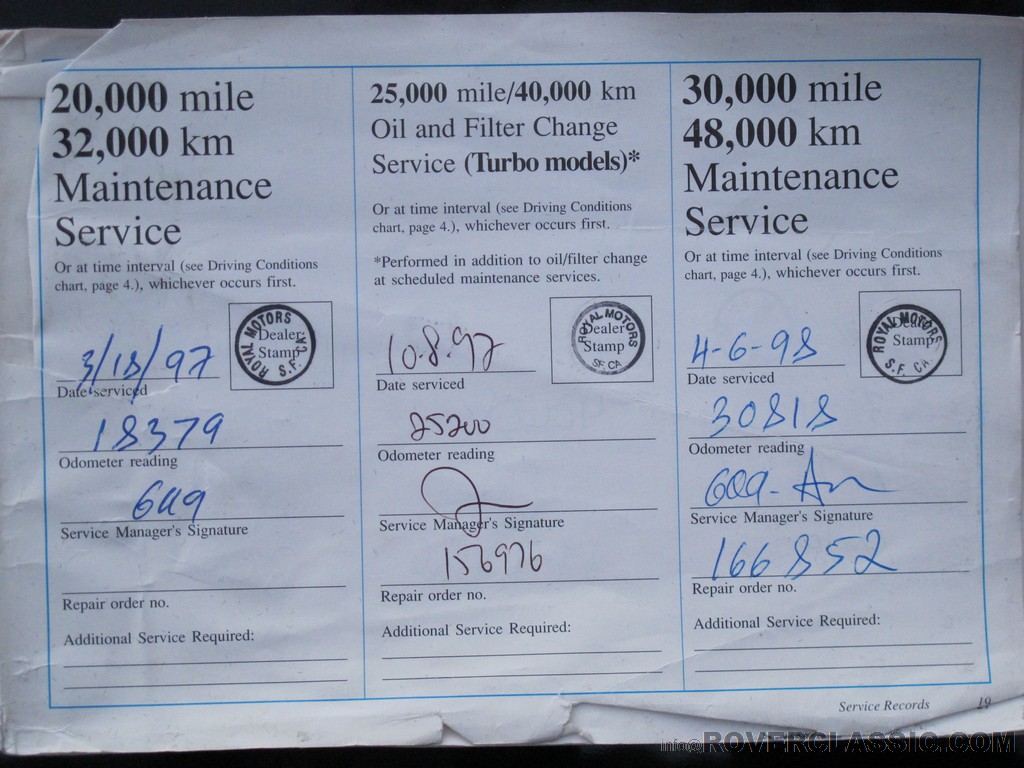 20,000 mile
32,000 km
Maintenance
Service
Or at time interval (see Driving Conditions
chart, page 4.), whichever occurs first.
ROYAL MOTORS
S.F. CA
Dealer
Stamp
3/18/97
Date serviced
18379
Odometer reading
Service Manager's Signature
Repair order no.
Additional Service Required:
25,000 mile/40,000 km
Oil and Filter Change
Service (Turbo models)*
Or at time interval (see Driving Conditions
chart, page 4.), whichever occurs first.
*Performed in addition to oil/filter change
at scheduled maintenance services.
ROYAL MOTORS
SF, CA
Dealer
Stamp
10.8.97
Date serviced
25200
Odometer reading
Service Manager's Signature
156976
Repair order no.
Additional Service Required:
30,000 mile
48,000 km
Maintenance
Service
Or at time interval (see Driving Conditions
chart, page 4.), whichever occurs first.
ROYAL MOTORS
S.F. CA.
Dealer
Stamp
4-6-98
Date serviced
30818
Odometer reading
Service Manager's Signature
166852
Repair order no.
Additional Service Required:
Service Records 19
info@ROVERCLASSIC.COM